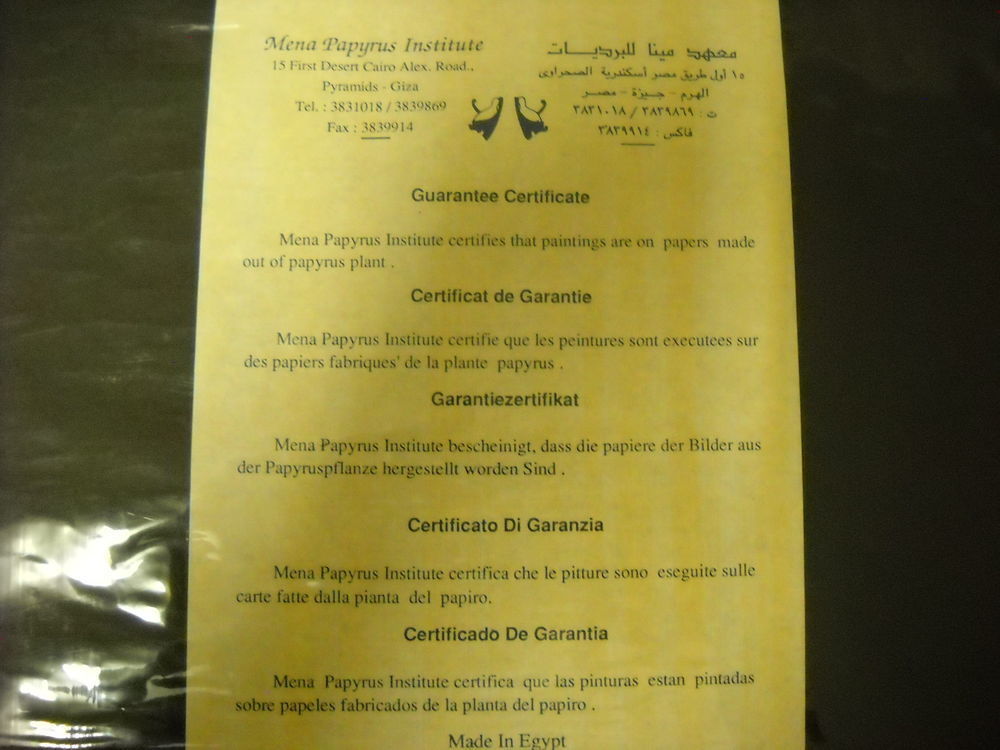 Mena Papyrus Institute
15 First Desert Cairo Alex. Road.,
Pyramids - Giza
Tel. : 3831018 / 3839869
Fax : 3839914
معهد مينا للبرديات
١٥ أول طريق مصر أسكندرية الصحراوى
الهرم - جيزة - مصر
ت : ٣٨٣٩٨٦٩ / ٣٨٣١٠١٨
فاكس : ٣٨٣٩٩١٤
Guarantee Certificate
Mena Papyrus Institute certifies that paintings are on papers made
out of papyrus plant .
Certificat de Garantie
Mena Papyrus Institute certifie que les peintures sont executees sur
des papiers fabriques' de la plante papyrus .
Garantiezertifikat
Mena Papyrus Institute bescheinigt, dass die papiere der Bilder aus
der Papyruspflanze hergestellt worden Sind .
Certificato Di Garanzia
Mena Papyrus Institute certifica che le pitture sono eseguite sulle
carte fatte dalla pianta del papiro.
Certificado De Garantia
Mena Papyrus Institute certifica que las pinturas estan pintadas
sobre papeles fabricados de la planta del papiro .
Made In Egypt